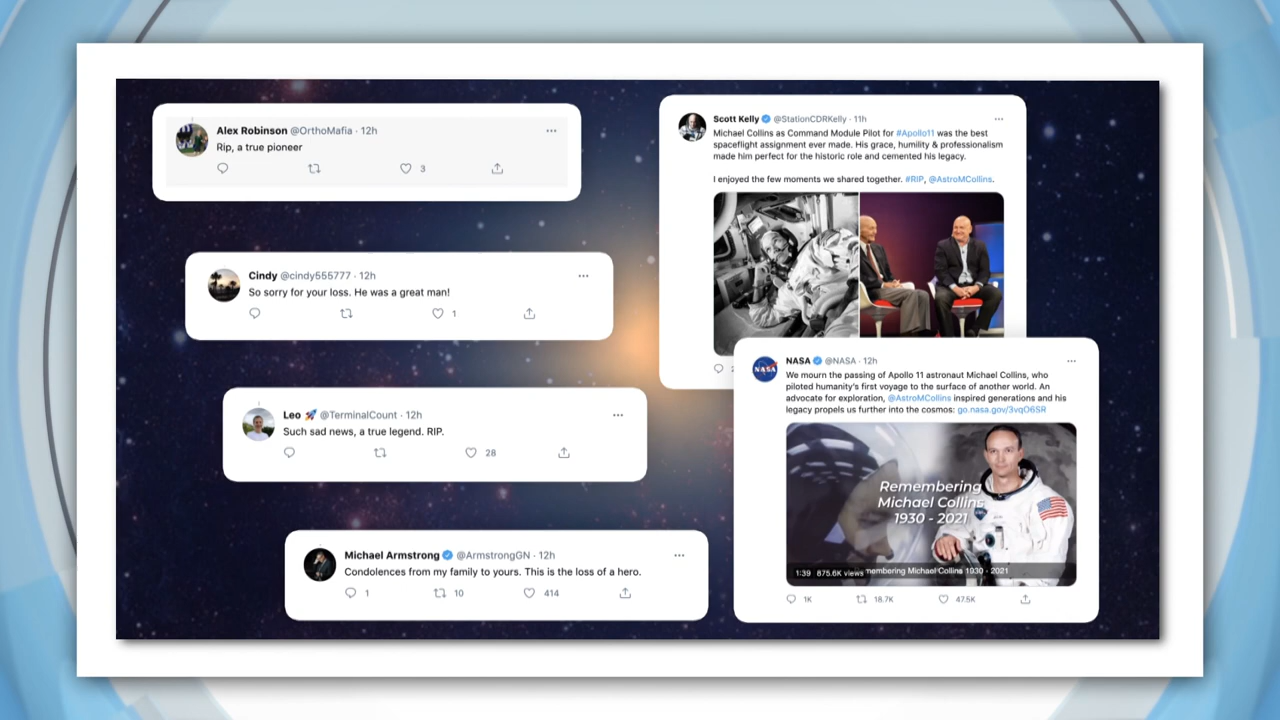 Alex Robinson @OrthoMafia · 12h
Rip, a true pioneer
3
Cindy @cindy555777 · 12h
So sorry for your loss. He was a great man!
1
Leo 🚀 @TerminalCount · 12h
Such sad news, a true legend. RIP.
28
Michael Armstrong @ArmstrongGN · 12h
Condolences from my family to yours. This is the loss of a hero.
1 10 414
Scott Kelly @StationCDRKelly · 11h
Michael Collins as Command Module Pilot for #Apollo11 was the best
spaceflight assignment ever made. His grace, humility & professionalism
made him perfect for the historic role and cemented his legacy.
I enjoyed the few moments we shared together. #RIP, @AstroMCollins.
NASA
NASA @NASA · 12h
We mourn the passing of Apollo 11 astronaut Michael Collins, who
piloted humanity's first voyage to the surface of another world. An
advocate for exploration, @AstroMCollins inspired generations and his
legacy propels us further into the cosmos: go.nasa.gov/3vqO6SR
Remembering
Michael Collins
1930 - 2021
1:39 875.6K views membering Michael Collins 1930 - 2021
1K 18.7K 47.5K